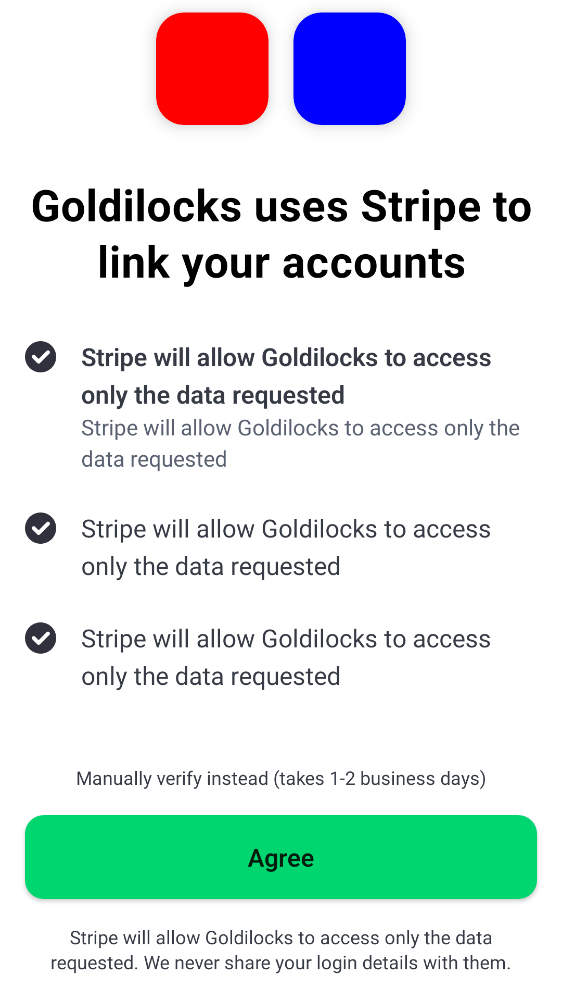 Goldilocks uses Stripe to
link your accounts
Stripe will allow Goldilocks to access
only the data requested
Stripe will allow Goldilocks to access only the
data requested
Stripe will allow Goldilocks to access
only the data requested
Stripe will allow Goldilocks to access
only the data requested
Manually verify instead (takes 1-2 business days)
Agree
Stripe will allow Goldilocks to access only the data
requested. We never share your login details with them.